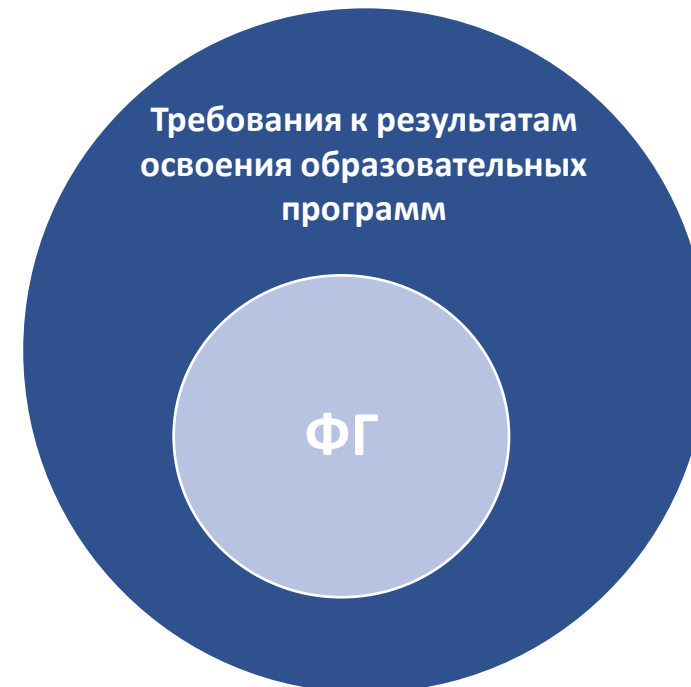 Требования к результатам
освоения образовательных
программ
ФГ